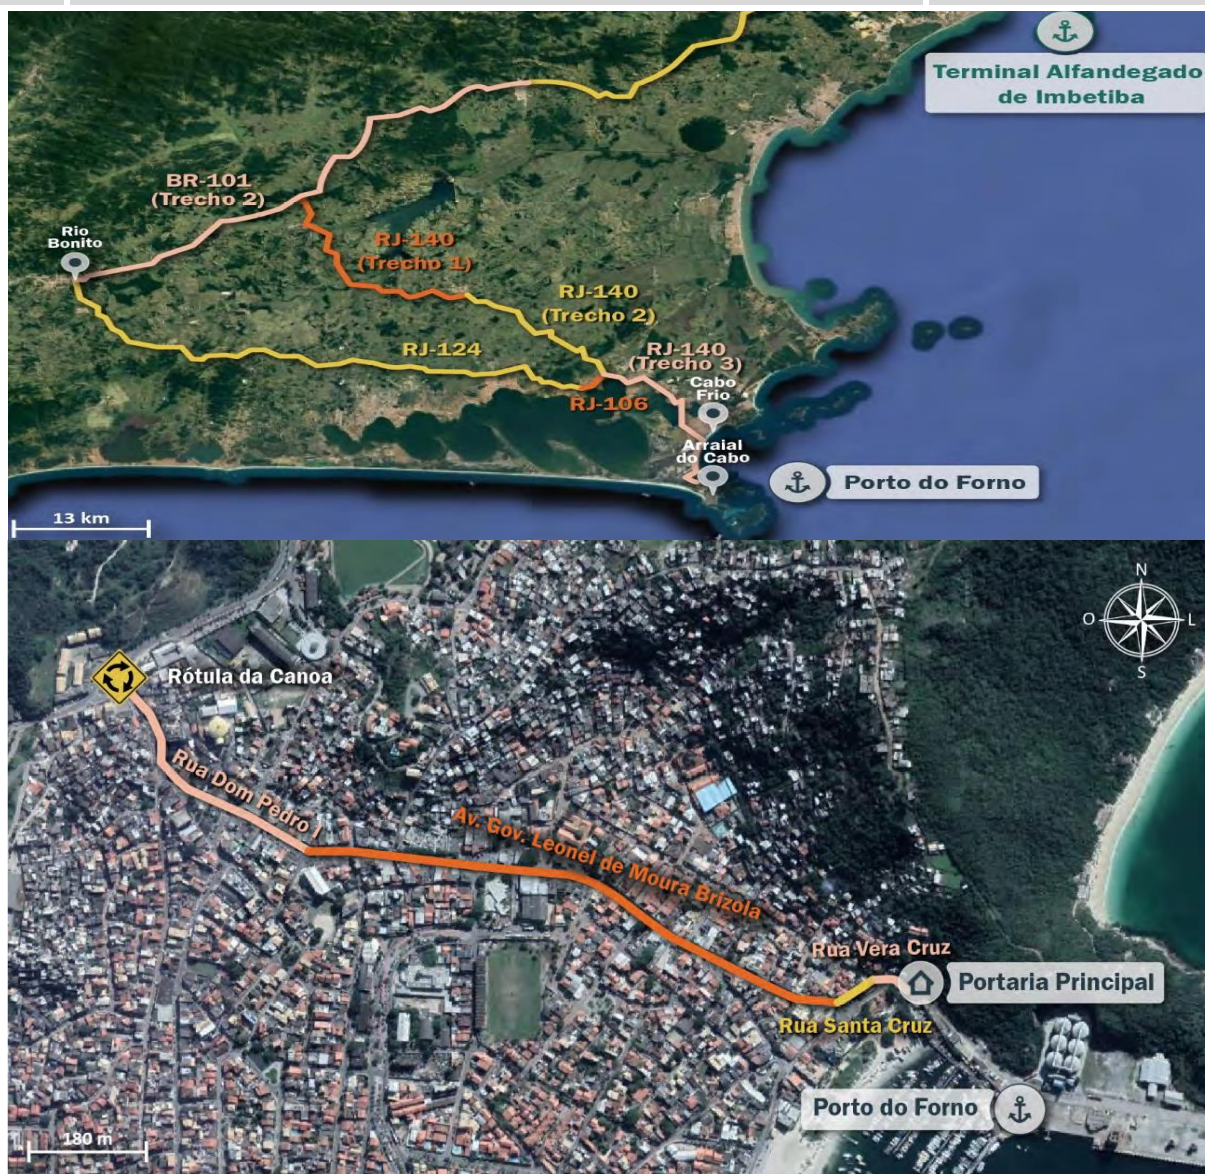 Terminal Alfandegado
de Imbetiba
BR-101
(Trecho 2)
Rio
Bonito
RJ-140
(Trecho 1)
RJ-140
(Trecho 2)
RJ-124
RJ-140
(Trecho 3)
Cabo
Frio
RJ-106
Arraial
do Cabo
Porto do Forno
13 km
N
O
L
S
Rótula da Canoa
Rua Dom Pedro I
Av. Gov. Leonel de Moura Brizola
Rua Vera Cruz
Portaria Principal
Rua Santa Cruz
Porto do Forno
180 m